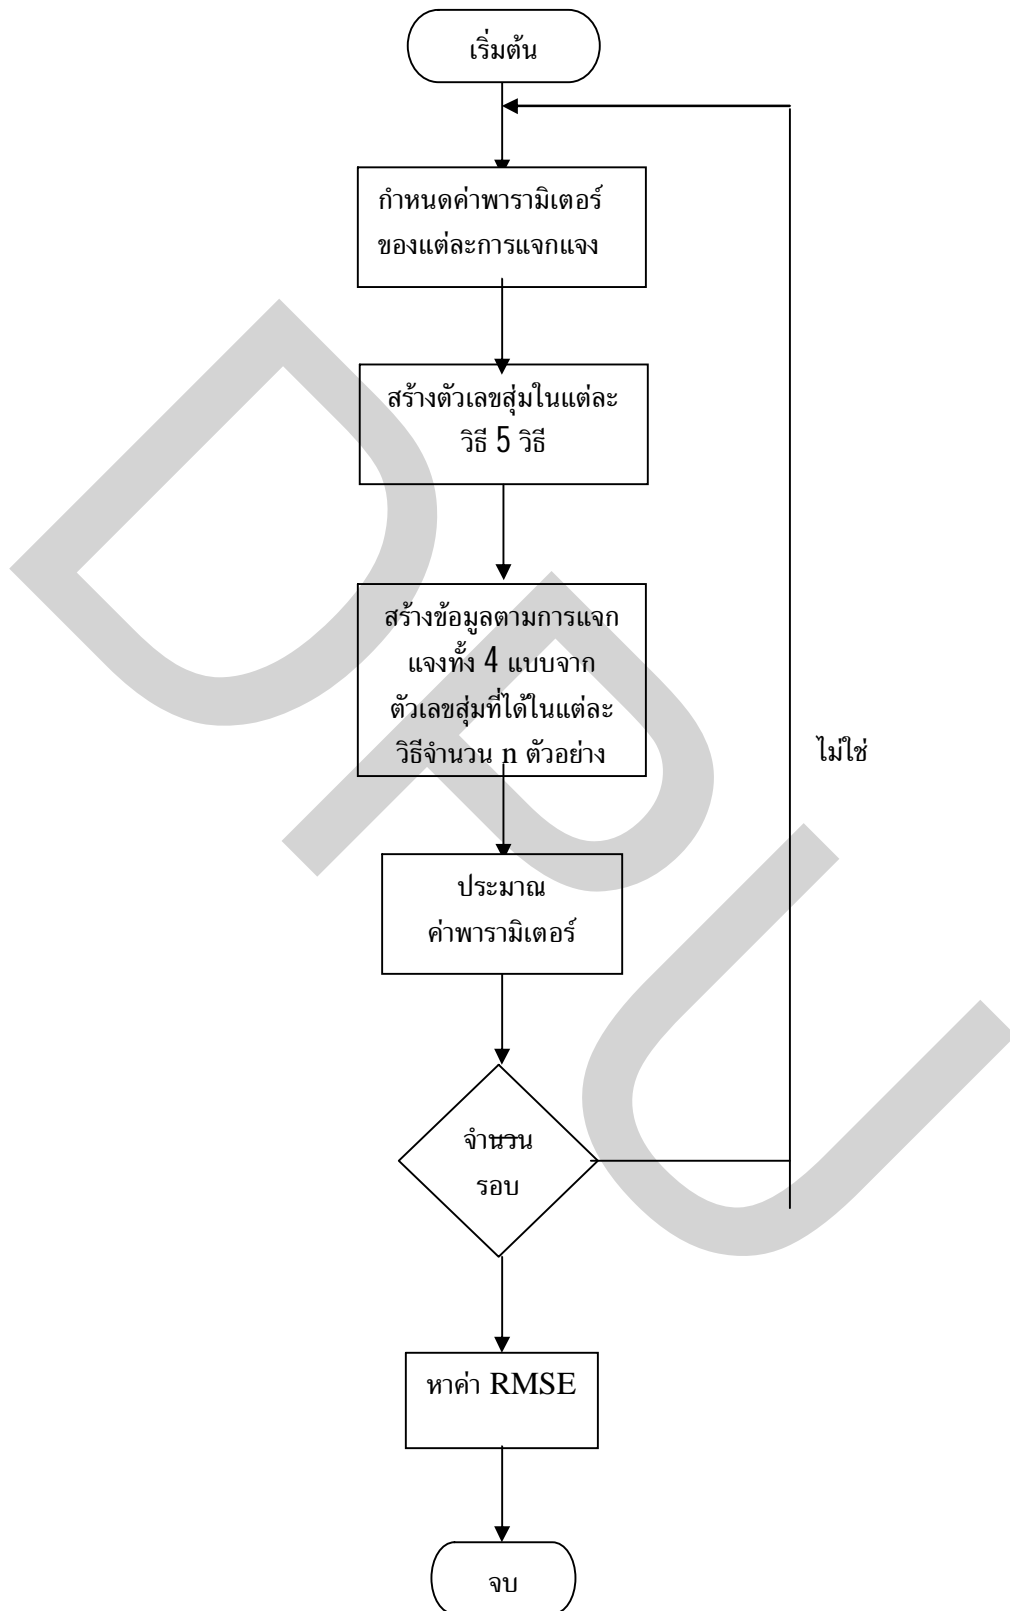 เริ่มต้น
กำหนดค่าพารามิเตอร์
ของแต่ละการแจกแจง
สร้างตัวเลขสุ่มในแต่ละ
วิธี 5 วิธี
สร้างข้อมูลตามการแจก
แจงทั้ง 4 แบบจาก
ตัวเลขสุ่มที่ได้ในแต่ละ
วิธีจำนวน n ตัวอย่าง
ไม่ใช่
ประมาณ
ค่าพารามิเตอร์
จำนวน
รอบ
หาค่า RMSE
จบ
DPU